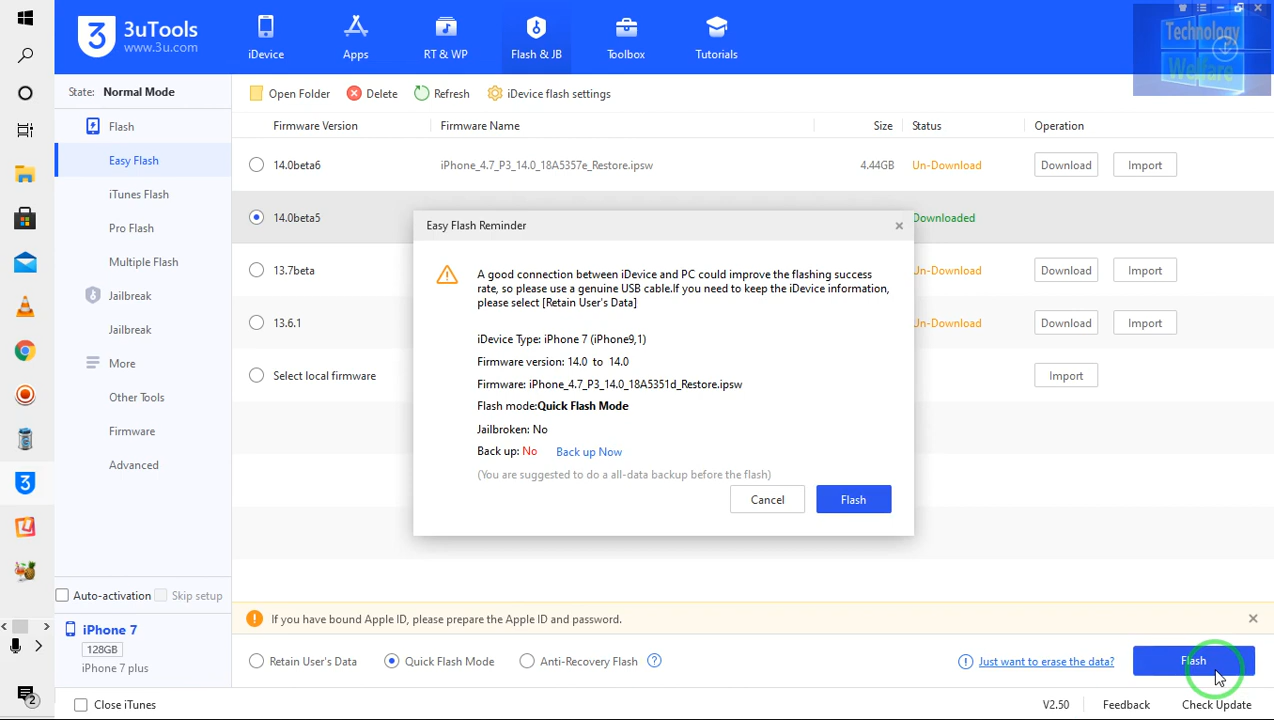 3
3uTools
www.3u.com
iDevice
Apps
RT & WP
Flash & JB
Toolbox
Tutorials
Technology
Welfare
State: Normal Mode
Open Folder
Delete
Refresh
iDevice flash settings
Flash
Firmware Version
Firmware Name
Size
Status
Operation
Easy Flash
14.0beta6
iPhone_4.7_P3_14.0_18A5357e_Restore.ipsw
4.44GB
Un-Download
Download
Import
iTunes Flash
14.0beta5
Downloaded
Pro Flash
Easy Flash Reminder
Multiple Flash
13.7beta
Un-Download
Download
Import
A good connection between iDevice and PC could improve the flashing success
rate, so please use a genuine USB cable.If you need to keep the iDevice information,
please select [Retain User's Data]
Jailbreak
Jailbreak
13.6.1
Un-Download
Download
Import
iDevice Type: iPhone 7 (iPhone9,1)
Firmware version: 14.0 to 14.0
Firmware: iPhone_4.7_P3_14.0_18A5351d_Restore.ipsw
Flash mode:Quick Flash Mode
Jailbroken: No
Back up: No Back up Now
(You are suggested to do a all-data backup before the flash)
Cancel
Flash
More
Select local firmware
Import
Other Tools
Firmware
Advanced
3
Auto-activation
Skip setup
If you have bound Apple ID, please prepare the Apple ID and password.
iPhone 7
128GB
iPhone 7 plus
Retain User's Data
Quick Flash Mode
Anti-Recovery Flash
?
Just want to erase the data?
Flash
2
Close iTunes
V2.50
Feedback
Check Update